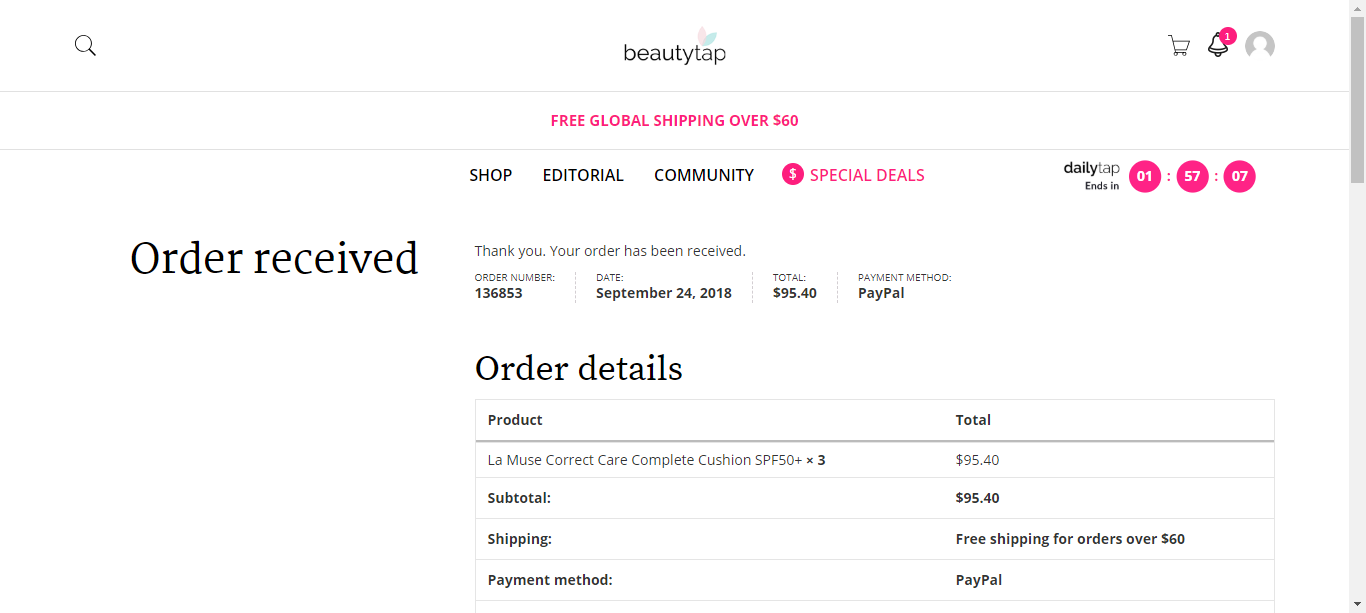 beautytap
1
FREE GLOBAL SHIPPING OVER $60
SHOP EDITORIAL COMMUNITY $ SPECIAL DEALS dailytap Ends in 01 : 57 : 07
Order received
Thank you. Your order has been received.
ORDER NUMBER: DATE: TOTAL: PAYMENT METHOD:
136853 September 24, 2018 $95.40 PayPal
Order details
Product Total
La Muse Correct Care Complete Cushion SPF50+ × 3 $95.40
Subtotal: $95.40
Shipping: Free shipping for orders over $60
Payment method: PayPal